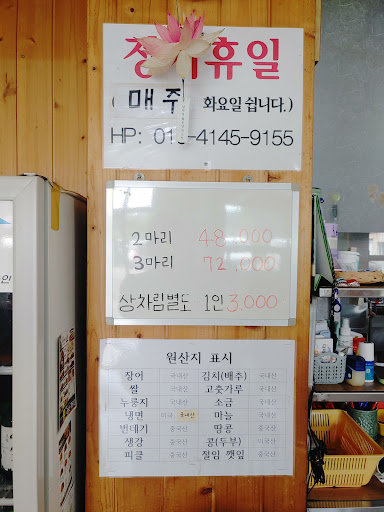 정기휴일
( 매주 화요일 쉽니다.)
HP: 010-4145-9155
2마리 48,000
3마리 72,000
상차림별도 1인 3,000
원산지 표시
장어 국내산 김치(배추) 국내산
쌀 국내산 고춧가루 국내산
누룽지 국내산 소금 국내산
냉면 미국 국내산 마늘 국내산
번데기 중국산 땅콩 중국산
생강 중국산 콩(두부) 미국산
피클 중국산 절임 깻잎 중국산